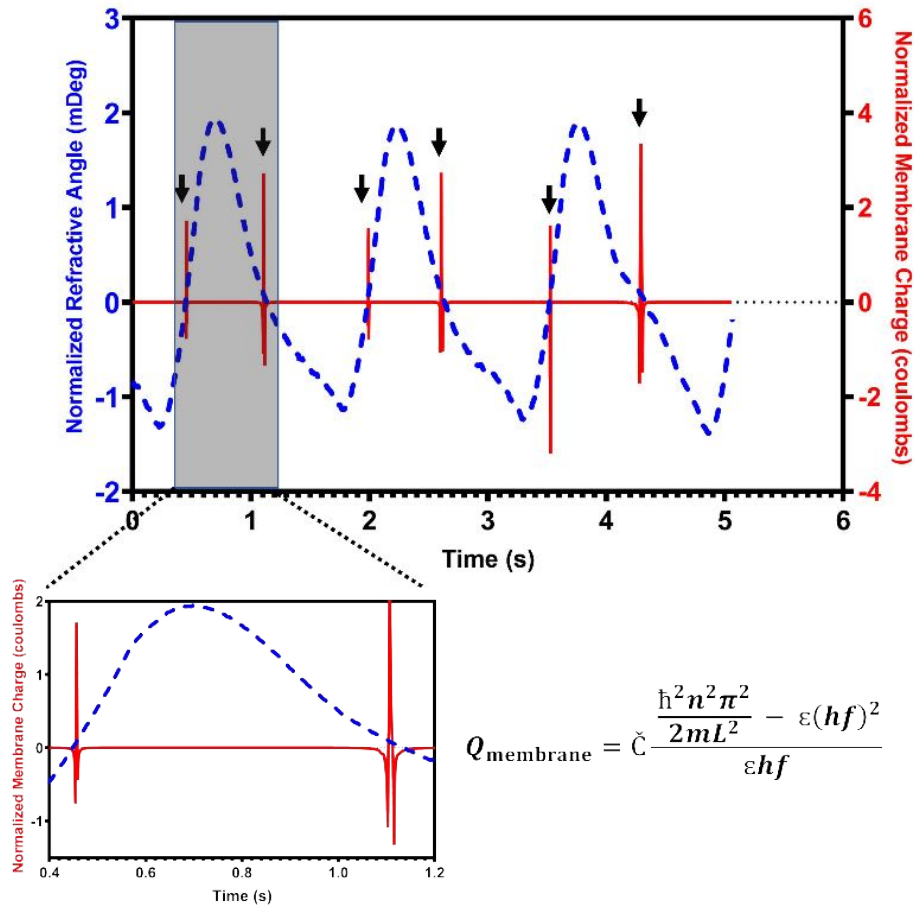 Normalized Refractive Angle (mDeg)
3
2
1
0
-1
-2
6
4
2
0
-2
-4
Normalized Membrane Charge (coulombs)
0 1 2 3 4 5 6
Time (s)
Normalized Membrane Charge (coulombs)
2
1
0
-1
0.4 0.6 0.8 1.0 1.2
Time (s)
Q_membrane = Č (ħ²n²π² / 2mL² − ε(hf)²) / εhf